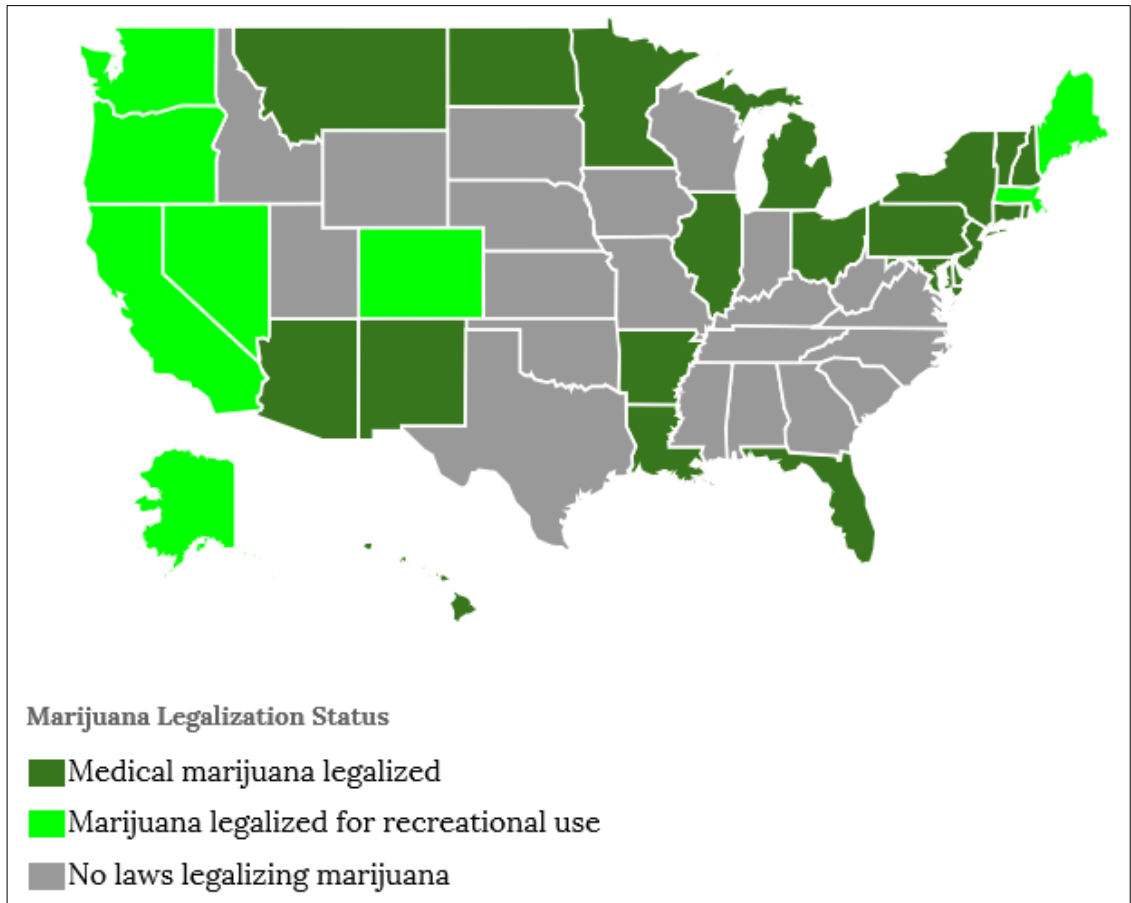 Marijuana Legalization Status
Medical marijuana legalized
Marijuana legalized for recreational use
No laws legalizing marijuana